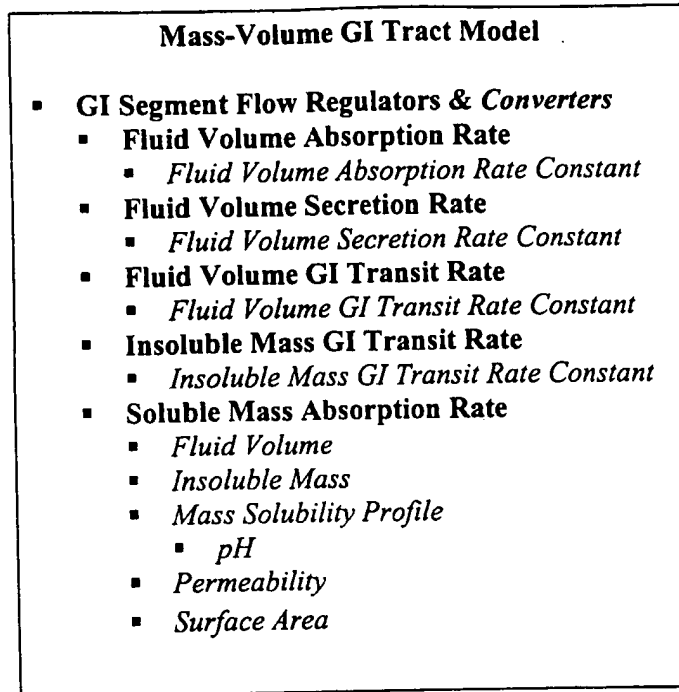 Mass-Volume GI Tract Model
▪ GI Segment Flow Regulators & Converters
▪ Fluid Volume Absorption Rate
▪ Fluid Volume Absorption Rate Constant
▪ Fluid Volume Secretion Rate
▪ Fluid Volume Secretion Rate Constant
▪ Fluid Volume GI Transit Rate
▪ Fluid Volume GI Transit Rate Constant
▪ Insoluble Mass GI Transit Rate
▪ Insoluble Mass GI Transit Rate Constant
▪ Soluble Mass Absorption Rate
▪ Fluid Volume
▪ Insoluble Mass
▪ Mass Solubility Profile
▪ pH
▪ Permeability
▪ Surface Area